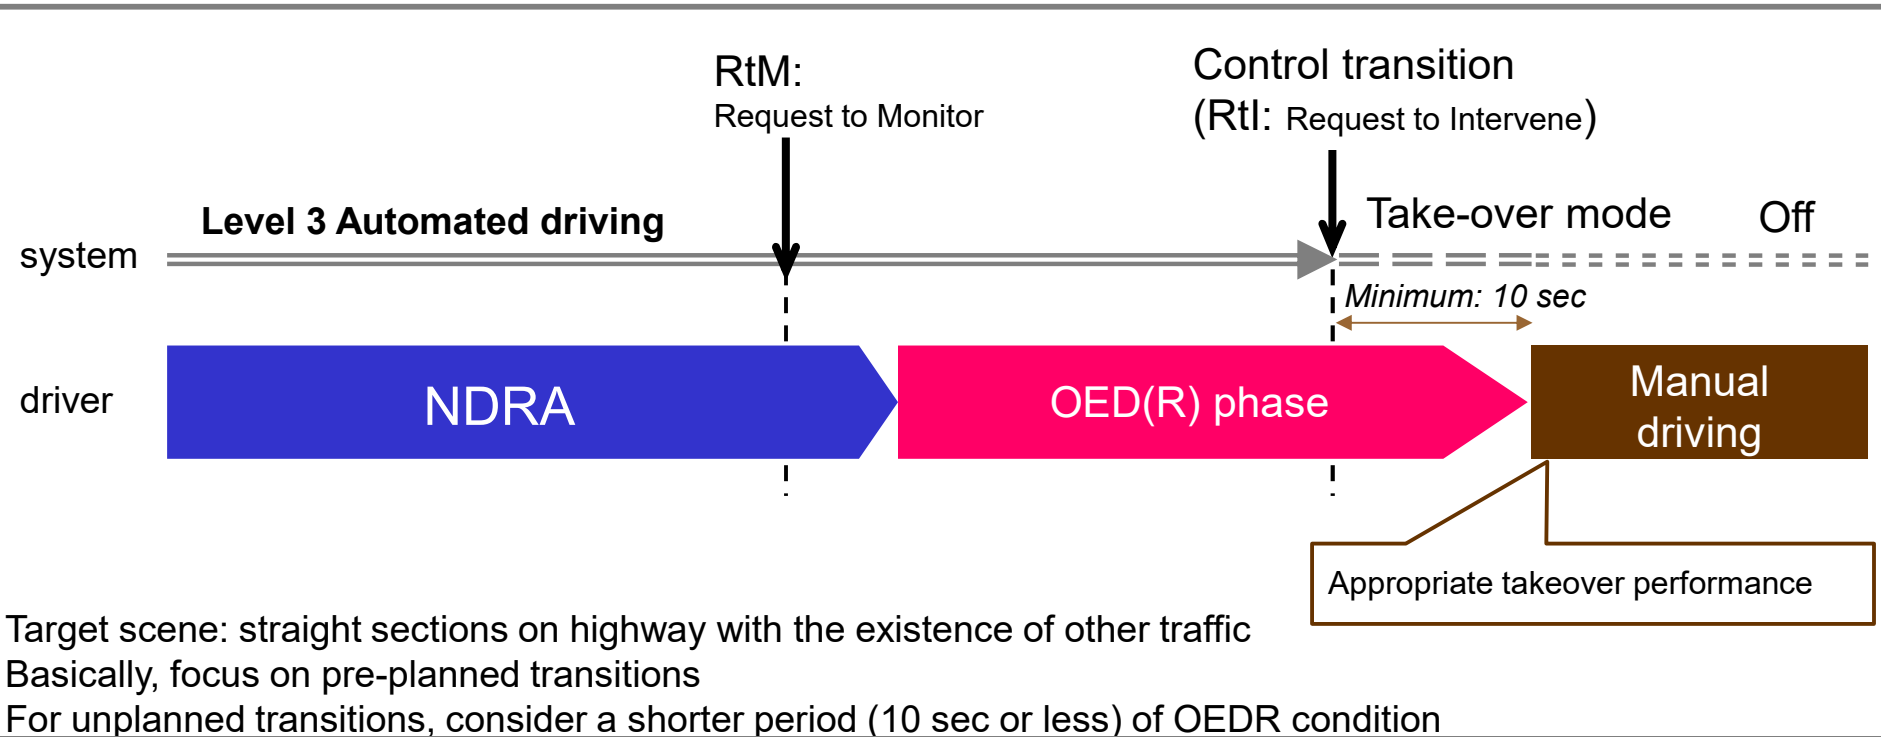 RtM:
Request to Monitor
Control transition
(RtI: Request to Intervene)
Level 3 Automated driving
Take-over mode
Off
system
Minimum: 10 sec
driver
NDRA
OED(R) phase
Manual
driving
Appropriate takeover performance
Target scene: straight sections on highway with the existence of other traffic
Basically, focus on pre-planned transitions
For unplanned transitions, consider a shorter period (10 sec or less) of OEDR condition